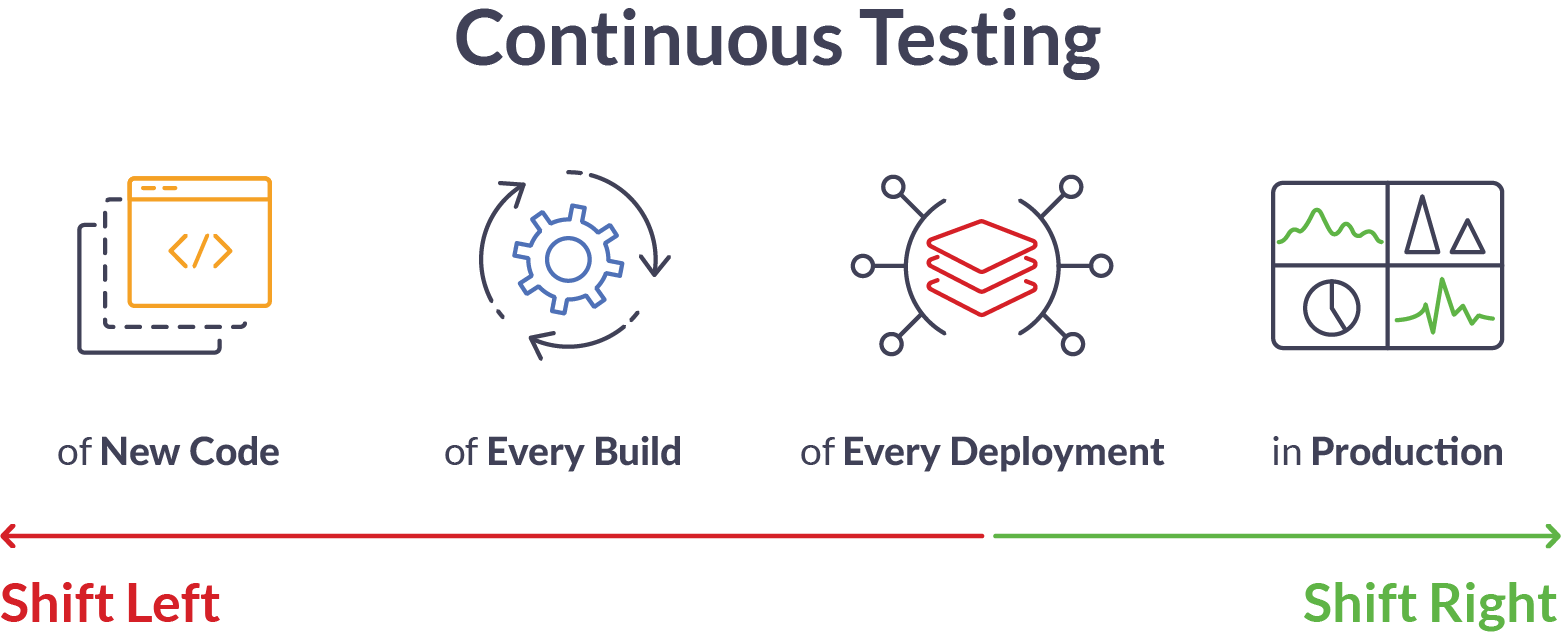 Continuous Testing
</>
of New Code
of Every Build
of Every Deployment
in Production
Shift Left
Shift Right